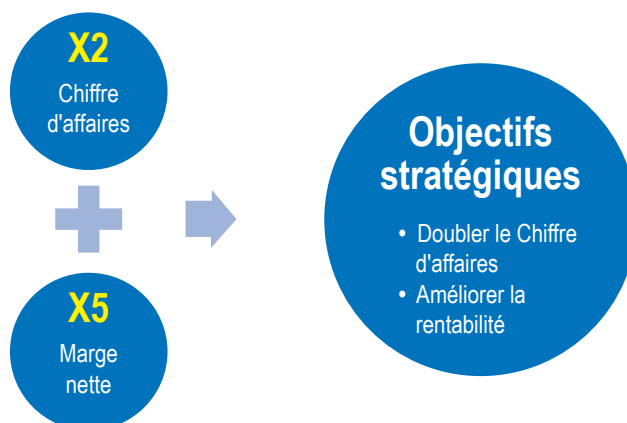 X2
Chiffre
d'affaires
X5
Marge
nette
Objectifs
stratégiques
• Doubler le Chiffre
d'affaires
• Améliorer la
rentabilité